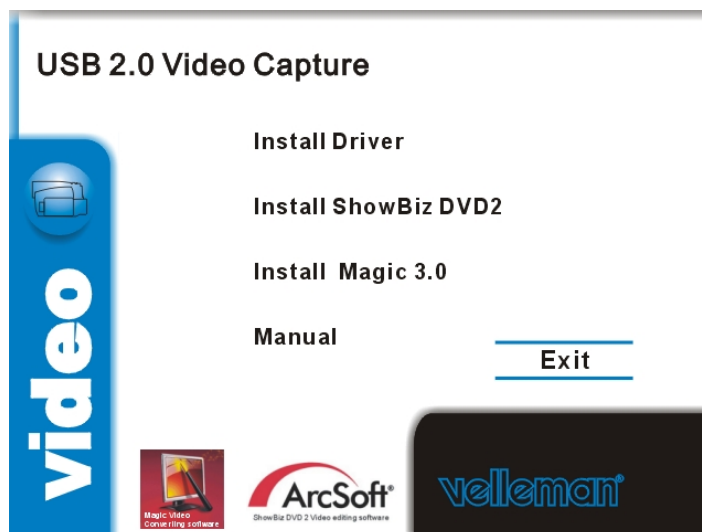 USB 2.0 Video Capture
Install Driver
Install ShowBiz DVD2
Install Magic 3.0
Manual
Exit
video
Magic Video
Converting software
ArcSoft®
ShowBiz DVD 2 Video editing software
velleman®